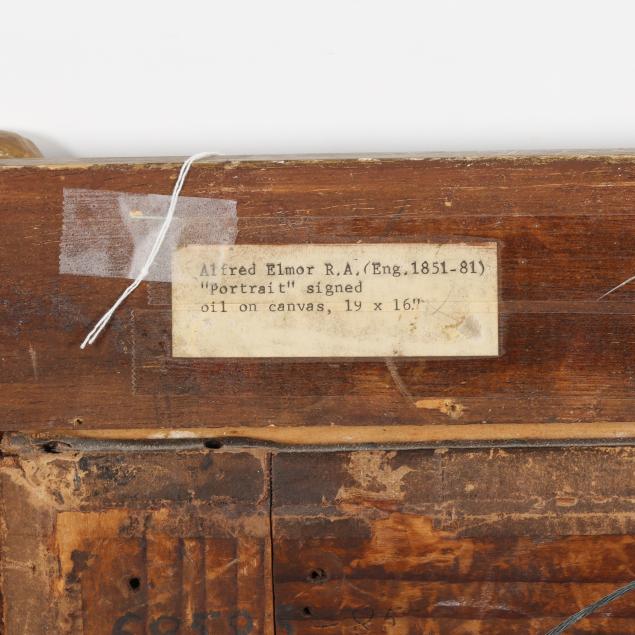 Alfred Elmor R.A.(Eng.1851-81)
"Portrait" signed
oil on canvas, 19 x 16"